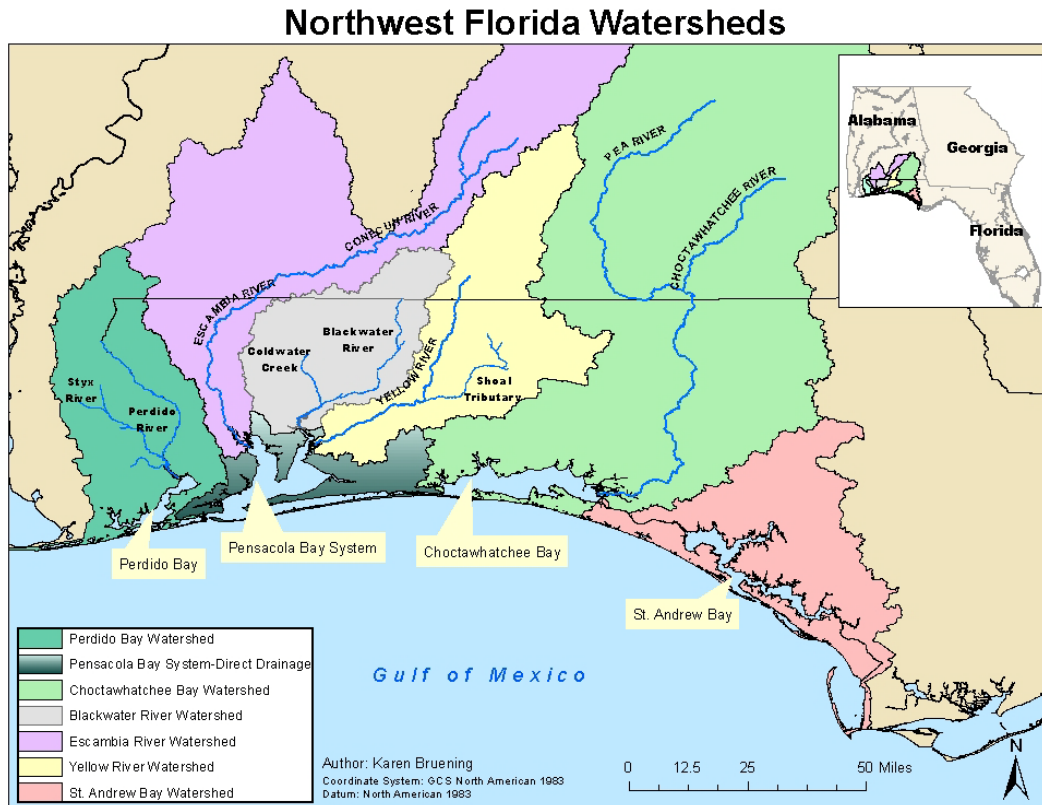 Northwest Florida Watersheds
Alabama
Georgia
Florida
PEA RIVER
CHOCTAWHATCHEE RIVER
CONECUH RIVER
ESCAMBIA RIVER
Blackwater
River
Coldwater
Creek
YELLOW RIVER
Shoal
Tributary
Styx
River
Perdido
River
Perdido Bay
Pensacola Bay System
Choctawhatchee Bay
St. Andrew Bay
Gulf of Mexico
Perdido Bay Watershed
Pensacola Bay System-Direct Drainage
Choctawhatchee Bay Watershed
Blackwater River Watershed
Escambia River Watershed
Yellow River Watershed
St. Andrew Bay Watershed
Author: Karen Bruening
Coordinate System: GCS North American 1983
Datum: North American 1983
0 12.5 25 50 Miles
N